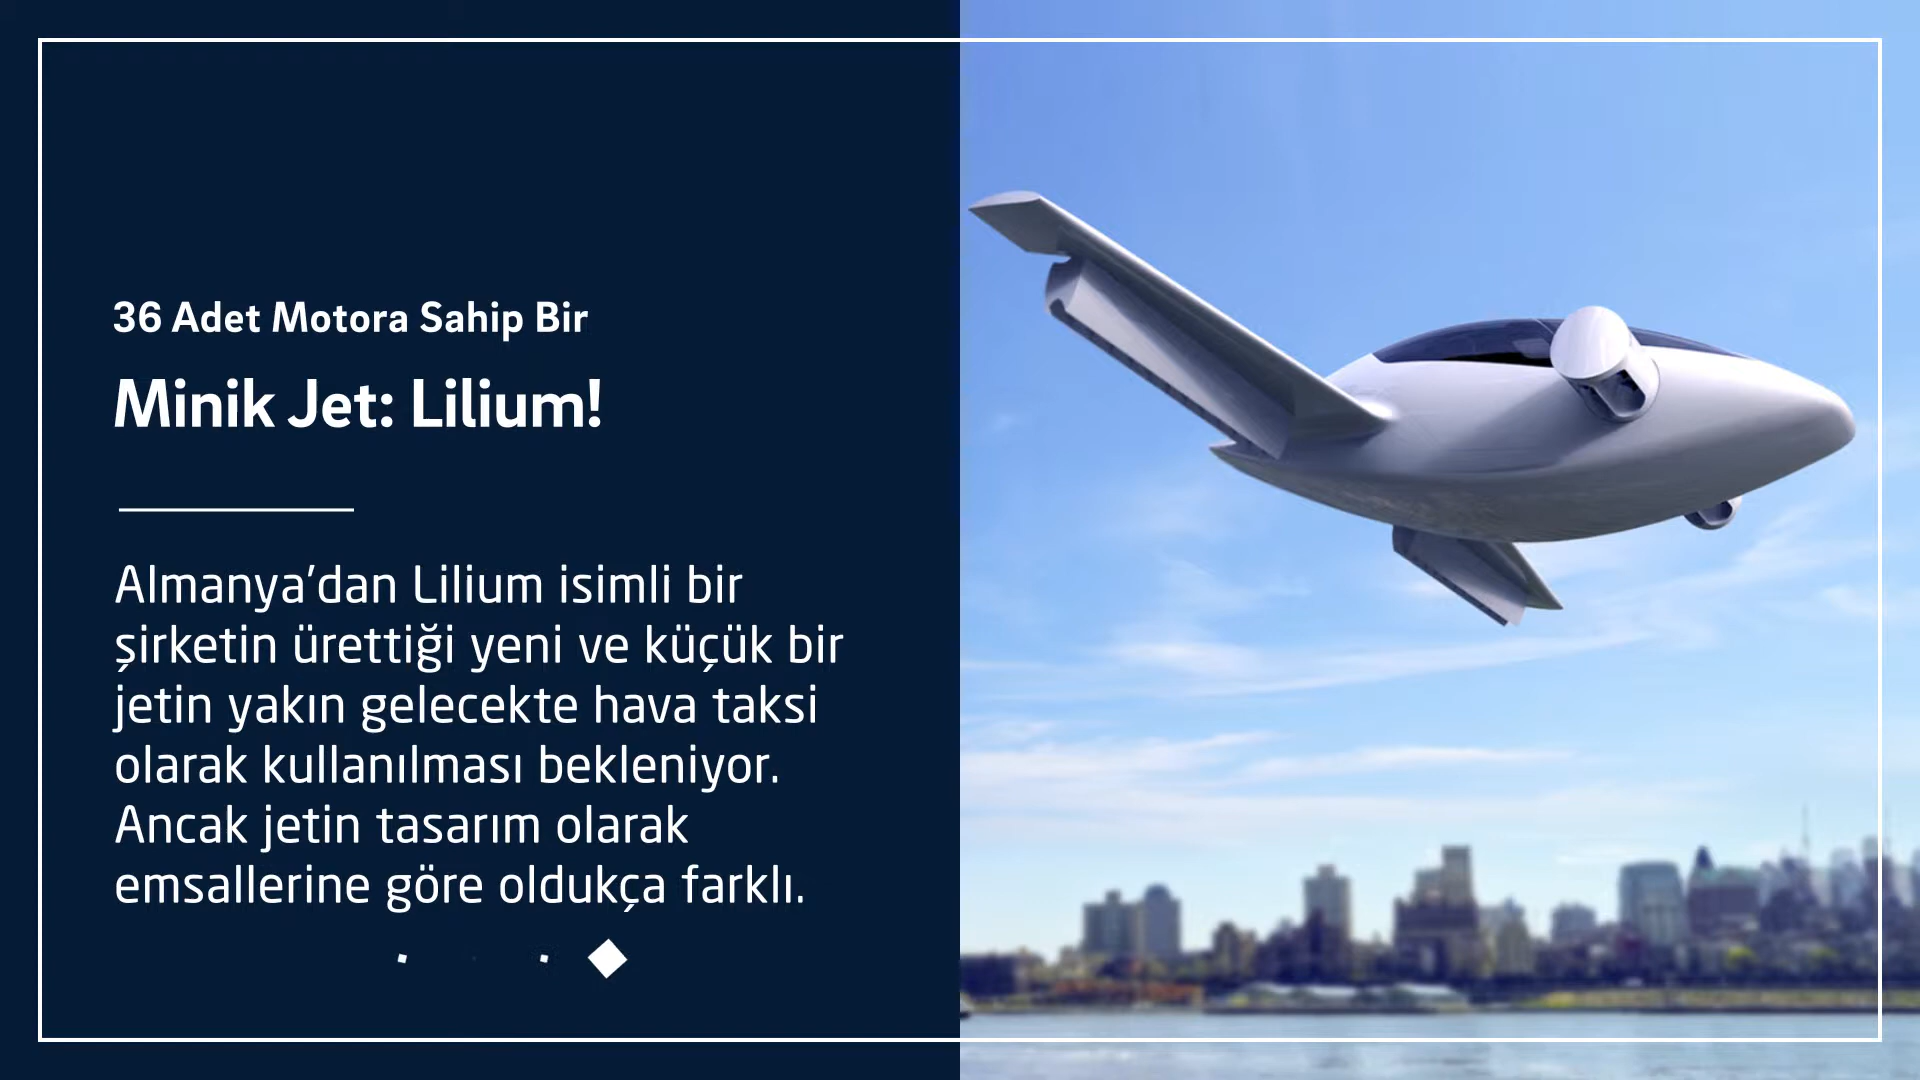 36 Adet Motora Sahip Bir
Minik Jet: Lilium!
Almanya'dan Lilium isimli bir
şirketin ürettiği yeni ve küçük bir
jetin yakın gelecekte hava taksi
olarak kullanılması bekleniyor.
Ancak jetin tasarım olarak
emsallerine göre oldukça farklı.